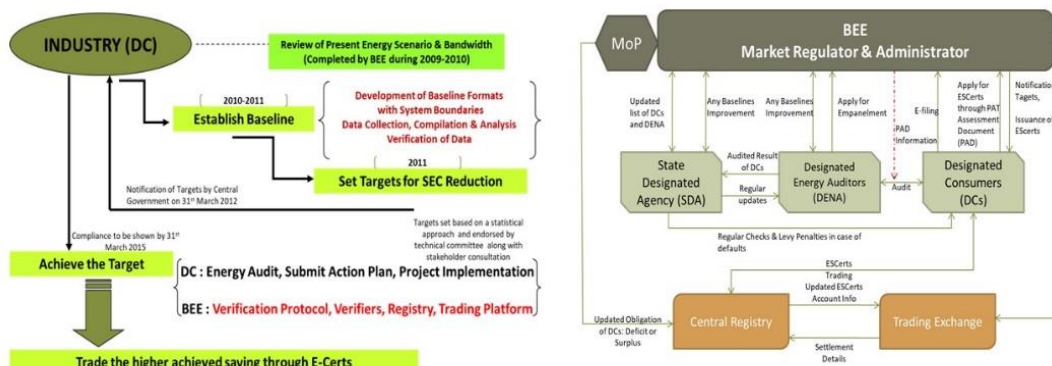 INDUSTRY (DC)
Review of Present Energy Scenario & Bandwidth
(Completed by BEE during 2009-2010)
2010-2011
Establish Baseline
Development of Baseline Formats
with System Boundaries
Data Collection, Compilation & Analysis
Verification of Data
2011
Set Targets for SEC Reduction
Notification of Targets by Central
Government on 31st March 2012
Targets set based on a statistical
approach and endorsed by
technical committee along with
stakeholder consultation
Compliance to be shown by 31st
March 2015
Achieve the Target
DC : Energy Audit, Submit Action Plan, Project Implementation
BEE : Verification Protocol, Verifiers, Registry, Trading Platform
Trade the higher achieved saving through E-Certs
MoP
BEE
Market Regulator & Administrator
Updated
list of DCs
and DENA
Any Baselines
Improvement
Any Baselines
Improvement
Apply for
Empanelment
PAD
Information
E-filing
Apply for
ESCerts
through PAT
Assessment
Document
(PAD)
Notification
Tagets,
Issuance of
EScerts
State
Designated
Agency (SDA)
Audited Result
of DCs
Regular
updates
Designated
Energy Auditors
(DENA)
Audit
Designated
Consumers
(DCs)
Regular Checks & Levy Penalties in case of
defaults
ESCerts
Trading
Updated ESCerts
Account Info
Updated Obligation
of DCs: Deficit or
Surplus
Central Registry
Trading Exchange
Settlement
Details